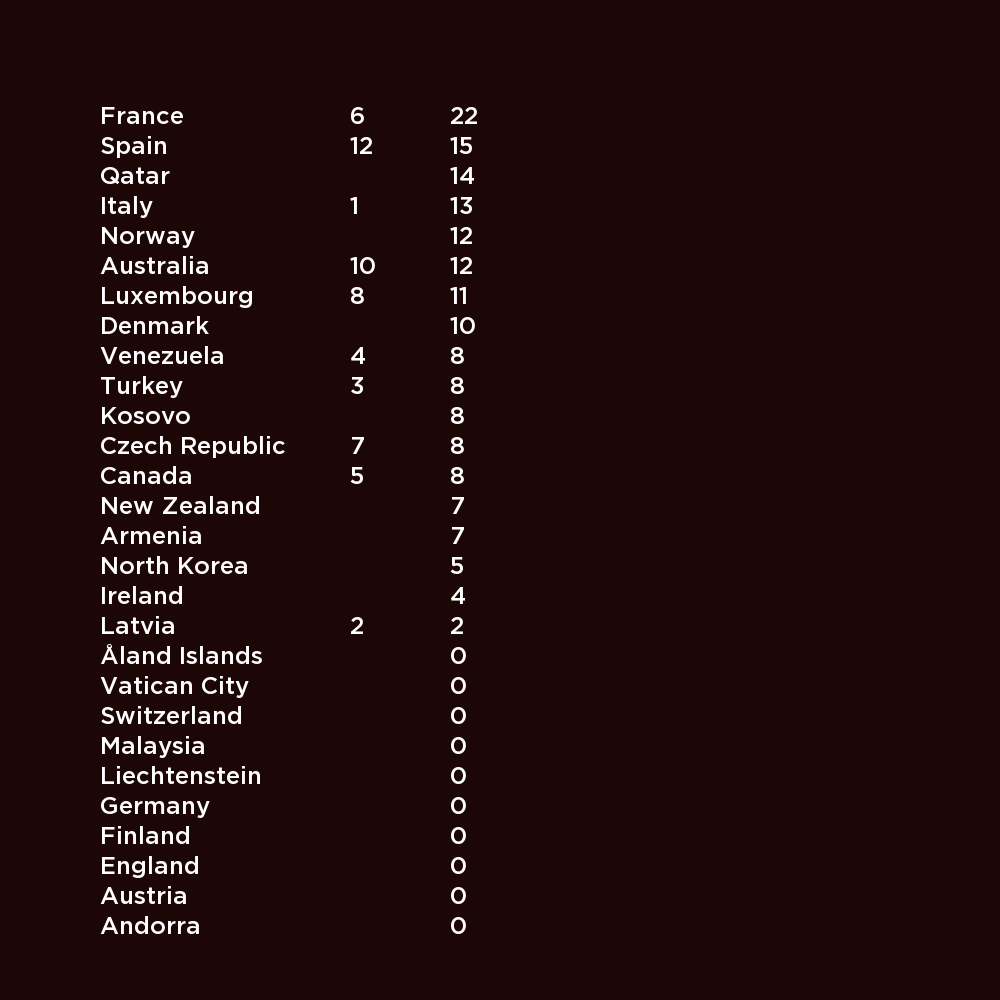 France 6 22
Spain 12 15
Qatar 14
Italy 1 13
Norway 12
Australia 10 12
Luxembourg 8 11
Denmark 10
Venezuela 4 8
Turkey 3 8
Kosovo 8
Czech Republic 7 8
Canada 5 8
New Zealand 7
Armenia 7
North Korea 5
Ireland 4
Latvia 2 2
Åland Islands 0
Vatican City 0
Switzerland 0
Malaysia 0
Liechtenstein 0
Germany 0
Finland 0
England 0
Austria 0
Andorra 0